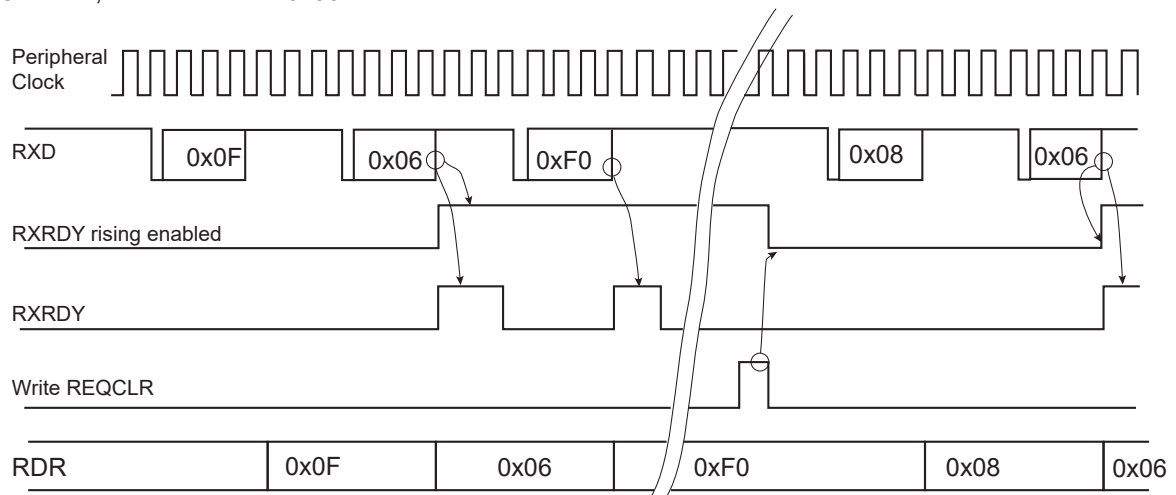 Peripheral
Clock
RXD 0x0F 0x06 0xF0 0x08 0x06
RXRDY rising enabled
RXRDY
Write REQCLR
RDR 0x0F 0x06 0xF0 0x08 0x06